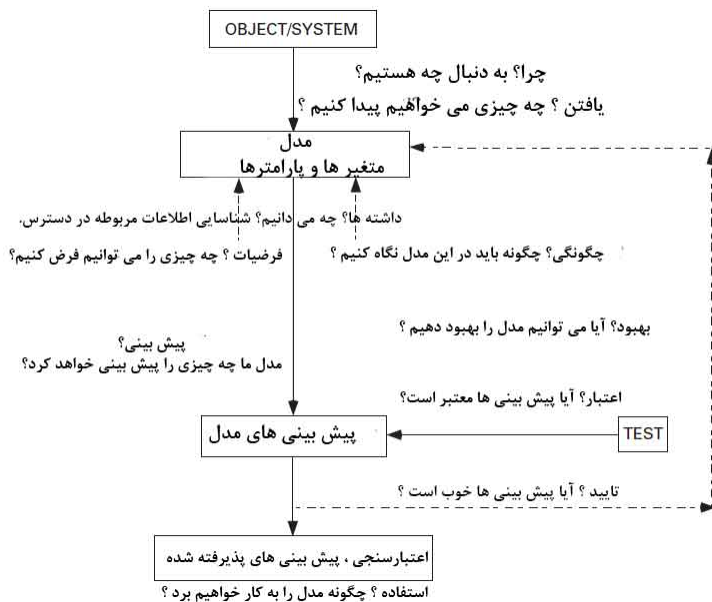 OBJECT/SYSTEM
چرا؟ به دنبال چه هستیم؟
یافتن ؟ چه چیزی می خواهیم پیدا کنیم ؟
مدل
متغیر ها و پارامترها
داشته ها؟ چه می دانیم؟ شناسایی اطلاعات مربوطه در دسترس.
چگونگی؟ چگونه باید در این مدل نگاه کنیم ؟
فرضیات ؟ چه چیزی را می توانیم فرض کنیم؟
بهبود؟ آیا می توانیم مدل را بهبود دهیم ؟
پیش بینی؟
مدل ما چه چیزی را پیش بینی خواهد کرد؟
اعتبار؟ آیا پیش بینی ها معتبر است؟
پیش بینی های مدل
TEST
تایید ؟ آیا پیش بینی ها خوب است ؟
اعتبارسنجی ، پیش بینی های پذیرفته شده
استفاده ؟ چگونه مدل را به کار خواهیم برد ؟